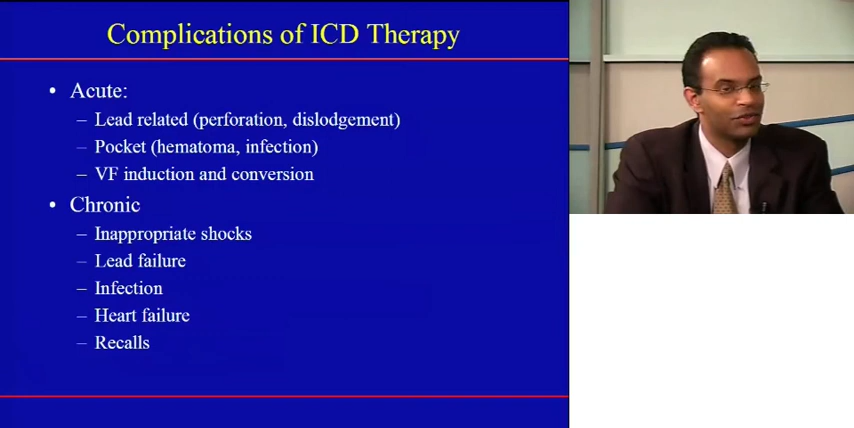 Complications of ICD Therapy
• Acute:
– Lead related (perforation, dislodgement)
– Pocket (hematoma, infection)
– VF induction and conversion
• Chronic
– Inappropriate shocks
– Lead failure
– Infection
– Heart failure
– Recalls